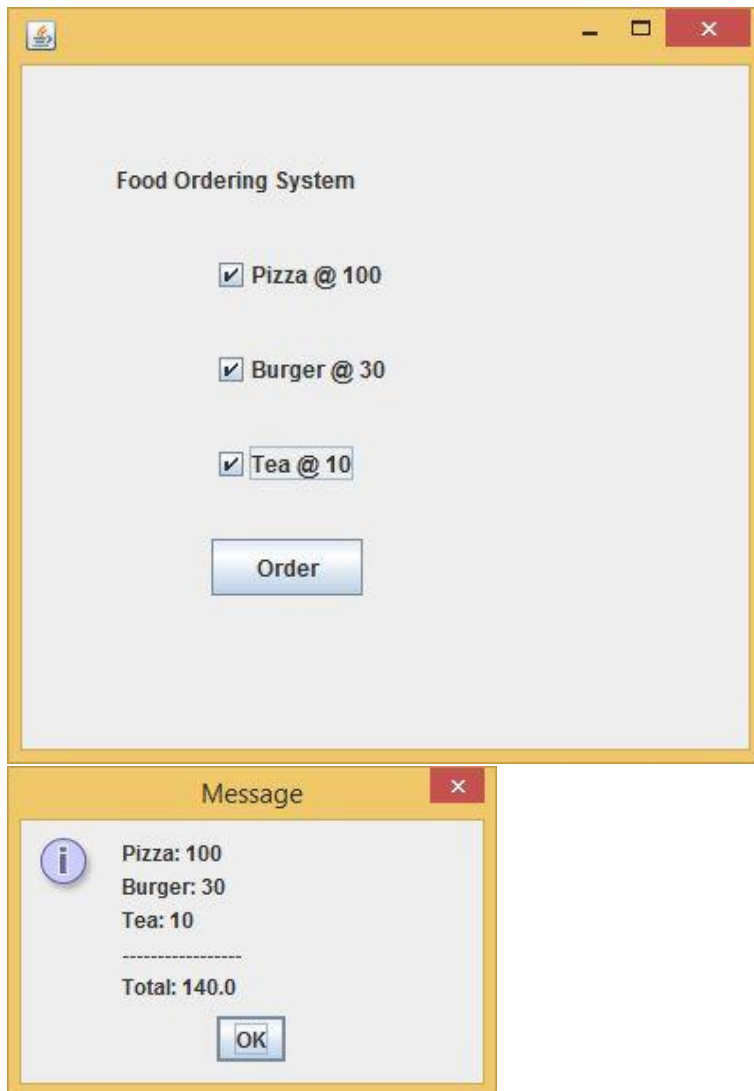 Food Ordering System
Pizza @ 100
Burger @ 30
Tea @ 10
Order
Message
Pizza: 100
Burger: 30
Tea: 10
-----------------
Total: 140.0
OK